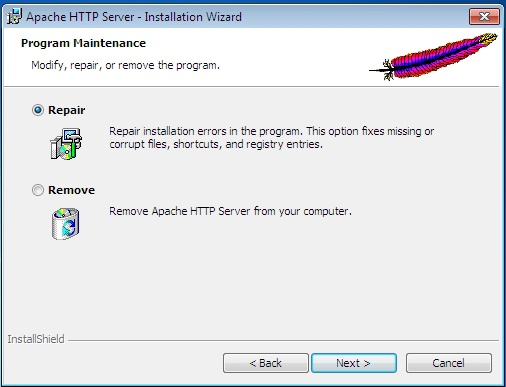 Apache HTTP Server - Installation Wizard
Program Maintenance
Modify, repair, or remove the program.
Repair
Repair installation errors in the program. This option fixes missing or
corrupt files, shortcuts, and registry entries.
Remove
Remove Apache HTTP Server from your computer.
InstallShield
< Back
Next >
Cancel